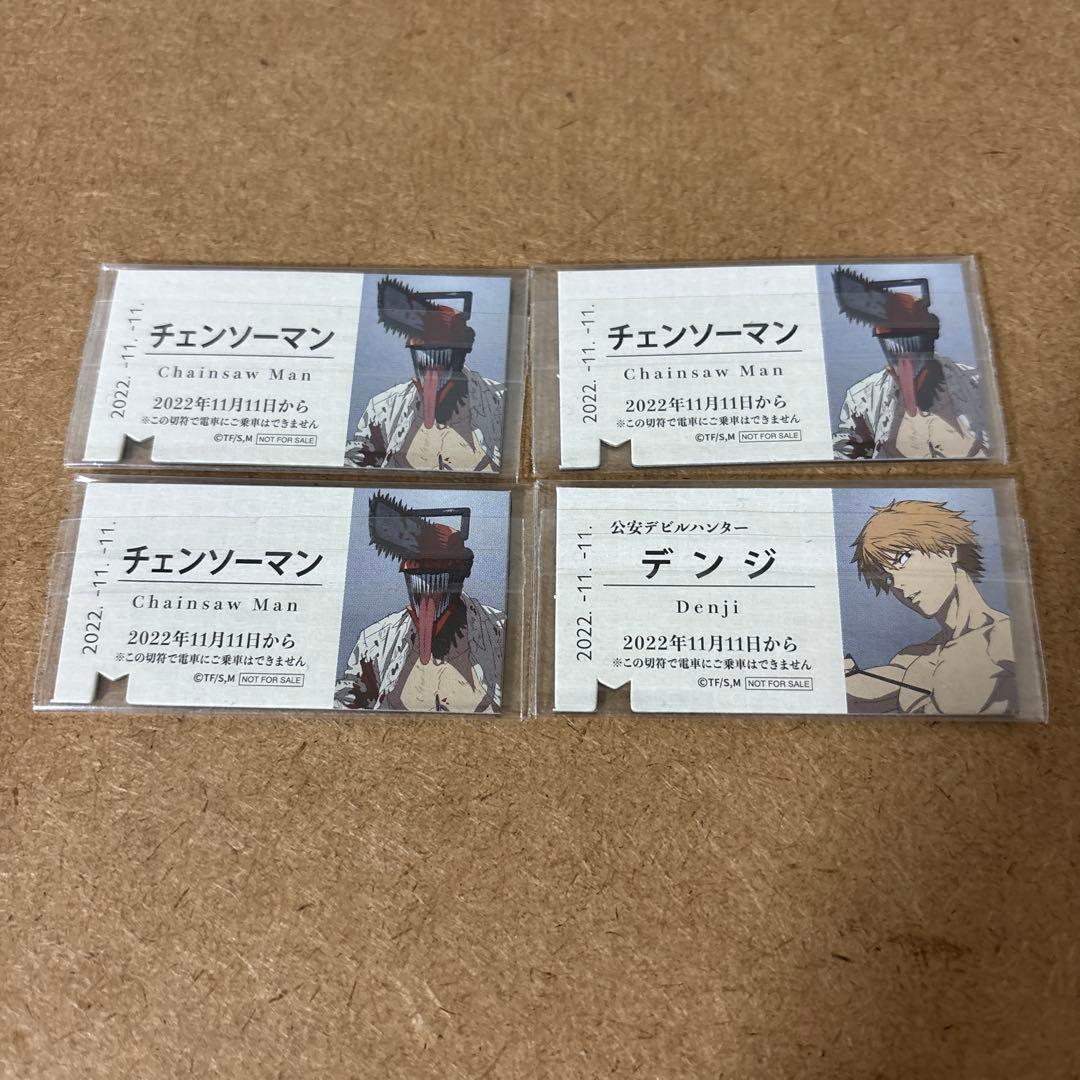 2022. -11. -11.
チェンソーマン
Chainsaw Man
2022年11月11日から
※この切符で電車にご乗車はできません
©TF/S,M NOT FOR SALE
2022. -11. -11.
チェンソーマン
Chainsaw Man
2022年11月11日から
※この切符で電車にご乗車はできません
©TF/S,M NOT FOR SALE
2022. -11. -11.
チェンソーマン
Chainsaw Man
2022年11月11日から
※この切符で電車にご乗車はできません
©TF/S,M NOT FOR SALE
2022. -11. -11.
公安デビルハンター
デンジ
Denji
2022年11月11日から
※この切符で電車にご乗車はできません
©TF/S,M NOT FOR SALE